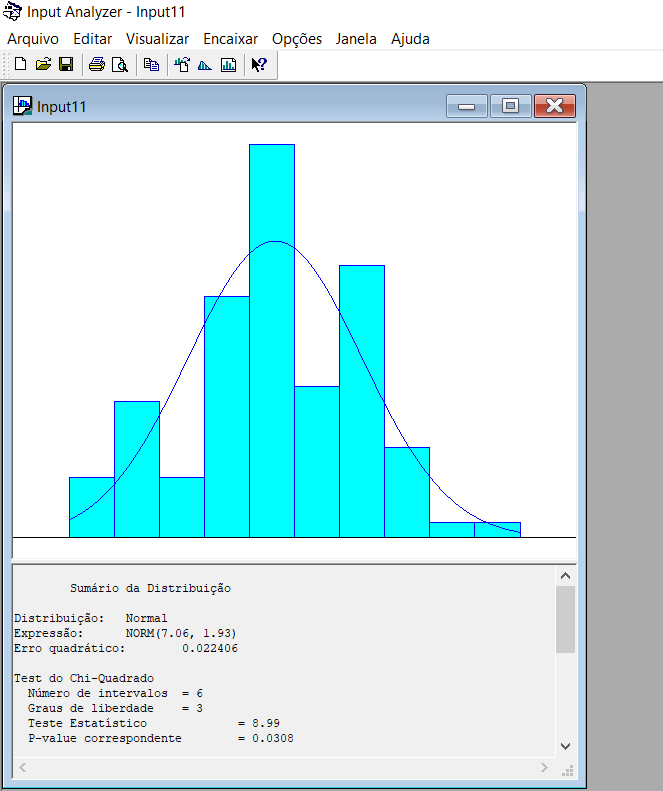 Input Analyzer - Input11
Arquivo Editar Visualizar Encaixar Opções Janela Ajuda
Input11
Sumário da Distribuição
Distribuição: Normal
Expressão: NORM(7.06, 1.93)
Erro quadrático: 0.022406
Test do Chi-Quadrado
Número de intervalos = 6
Graus de liberdade = 3
Teste Estatístico = 8.99
P-value correspondente = 0.0308